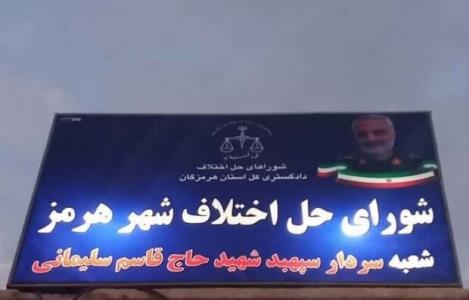 شوراهای حل اختلاف
دادگستری کل استان هرمزگان
شورای حل اختلاف شهر هرمز
شعبه سردار سپهبد شهید حاج قاسم سلیمانی